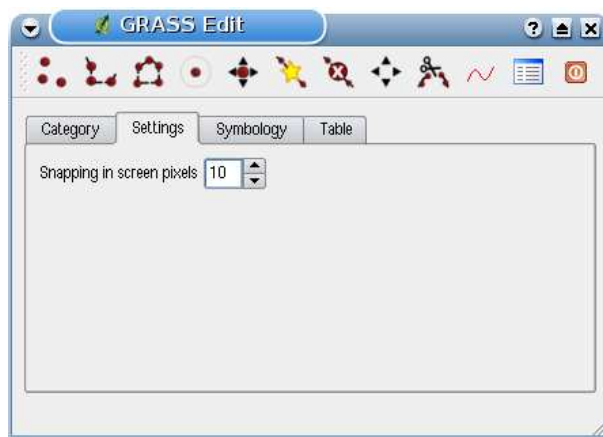 GRASS Edit
Category Settings Symbology Table
Snapping in screen pixels 10